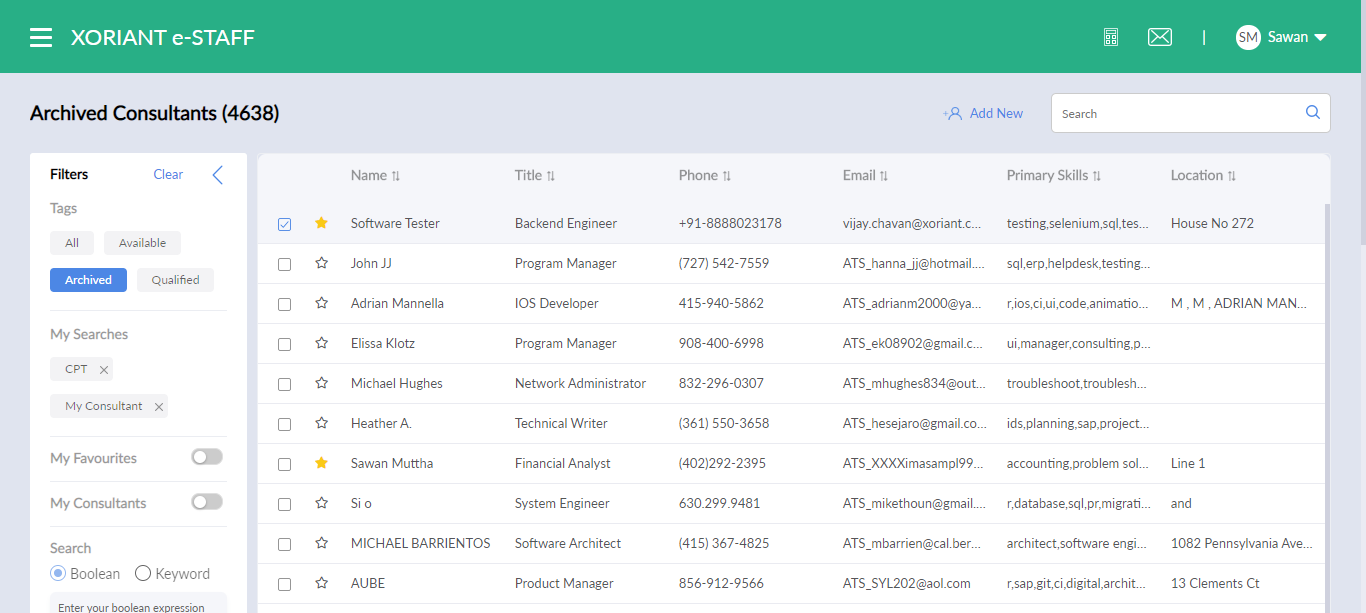 XORIANT e-STAFF
|
SM Sawan
Archived Consultants (4638)
Add New
Search
Filters
Clear
Tags
All
Available
Archived
Qualified
My Searches
CPT
My Consultant
My Favourites
My Consultants
Search
Boolean
Keyword
Enter your boolean expression
Name Title Phone Email Primary Skills Location
Software Tester Backend Engineer +91-8888023178 vijay.chavan@xoriant.c... testing,selenium,sql,tes... House No 272
John JJ Program Manager (727) 542-7559 ATS_hanna_jj@hotmail.... sql,erp,helpdesk,testing...
Adrian Mannella IOS Developer 415-940-5862 ATS_adrianm2000@ya... r,ios,ci,ui,code,animatio... M , M , ADRIAN MAN...
Elissa Klotz Program Manager 908-400-6998 ATS_ek08902@gmail.c... ui,manager,consulting,p...
Michael Hughes Network Administrator 832-296-0307 ATS_mhughes834@out... troubleshoot,troublesh...
Heather A. Technical Writer (361) 550-3658 ATS_hesejaro@gmail.co... ids,planning,sap,project...
Sawan Muttha Financial Analyst (402)292-2395 ATS_XXXXimasampl99... accounting,problem sol... Line 1
Si o System Engineer 630.299.9481 ATS_mikethoun@gmail.... r,database,sql,pr,migrati... and
MICHAEL BARRIENTOS Software Architect (415) 367-4825 ATS_mbarrien@cal.ber... architect,software engi... 1082 Pennsylvania Ave...
AUBE Product Manager 856-912-9566 ATS_SYL202@aol.com r,sap,git,ci,digital,archit... 13 Clements Ct